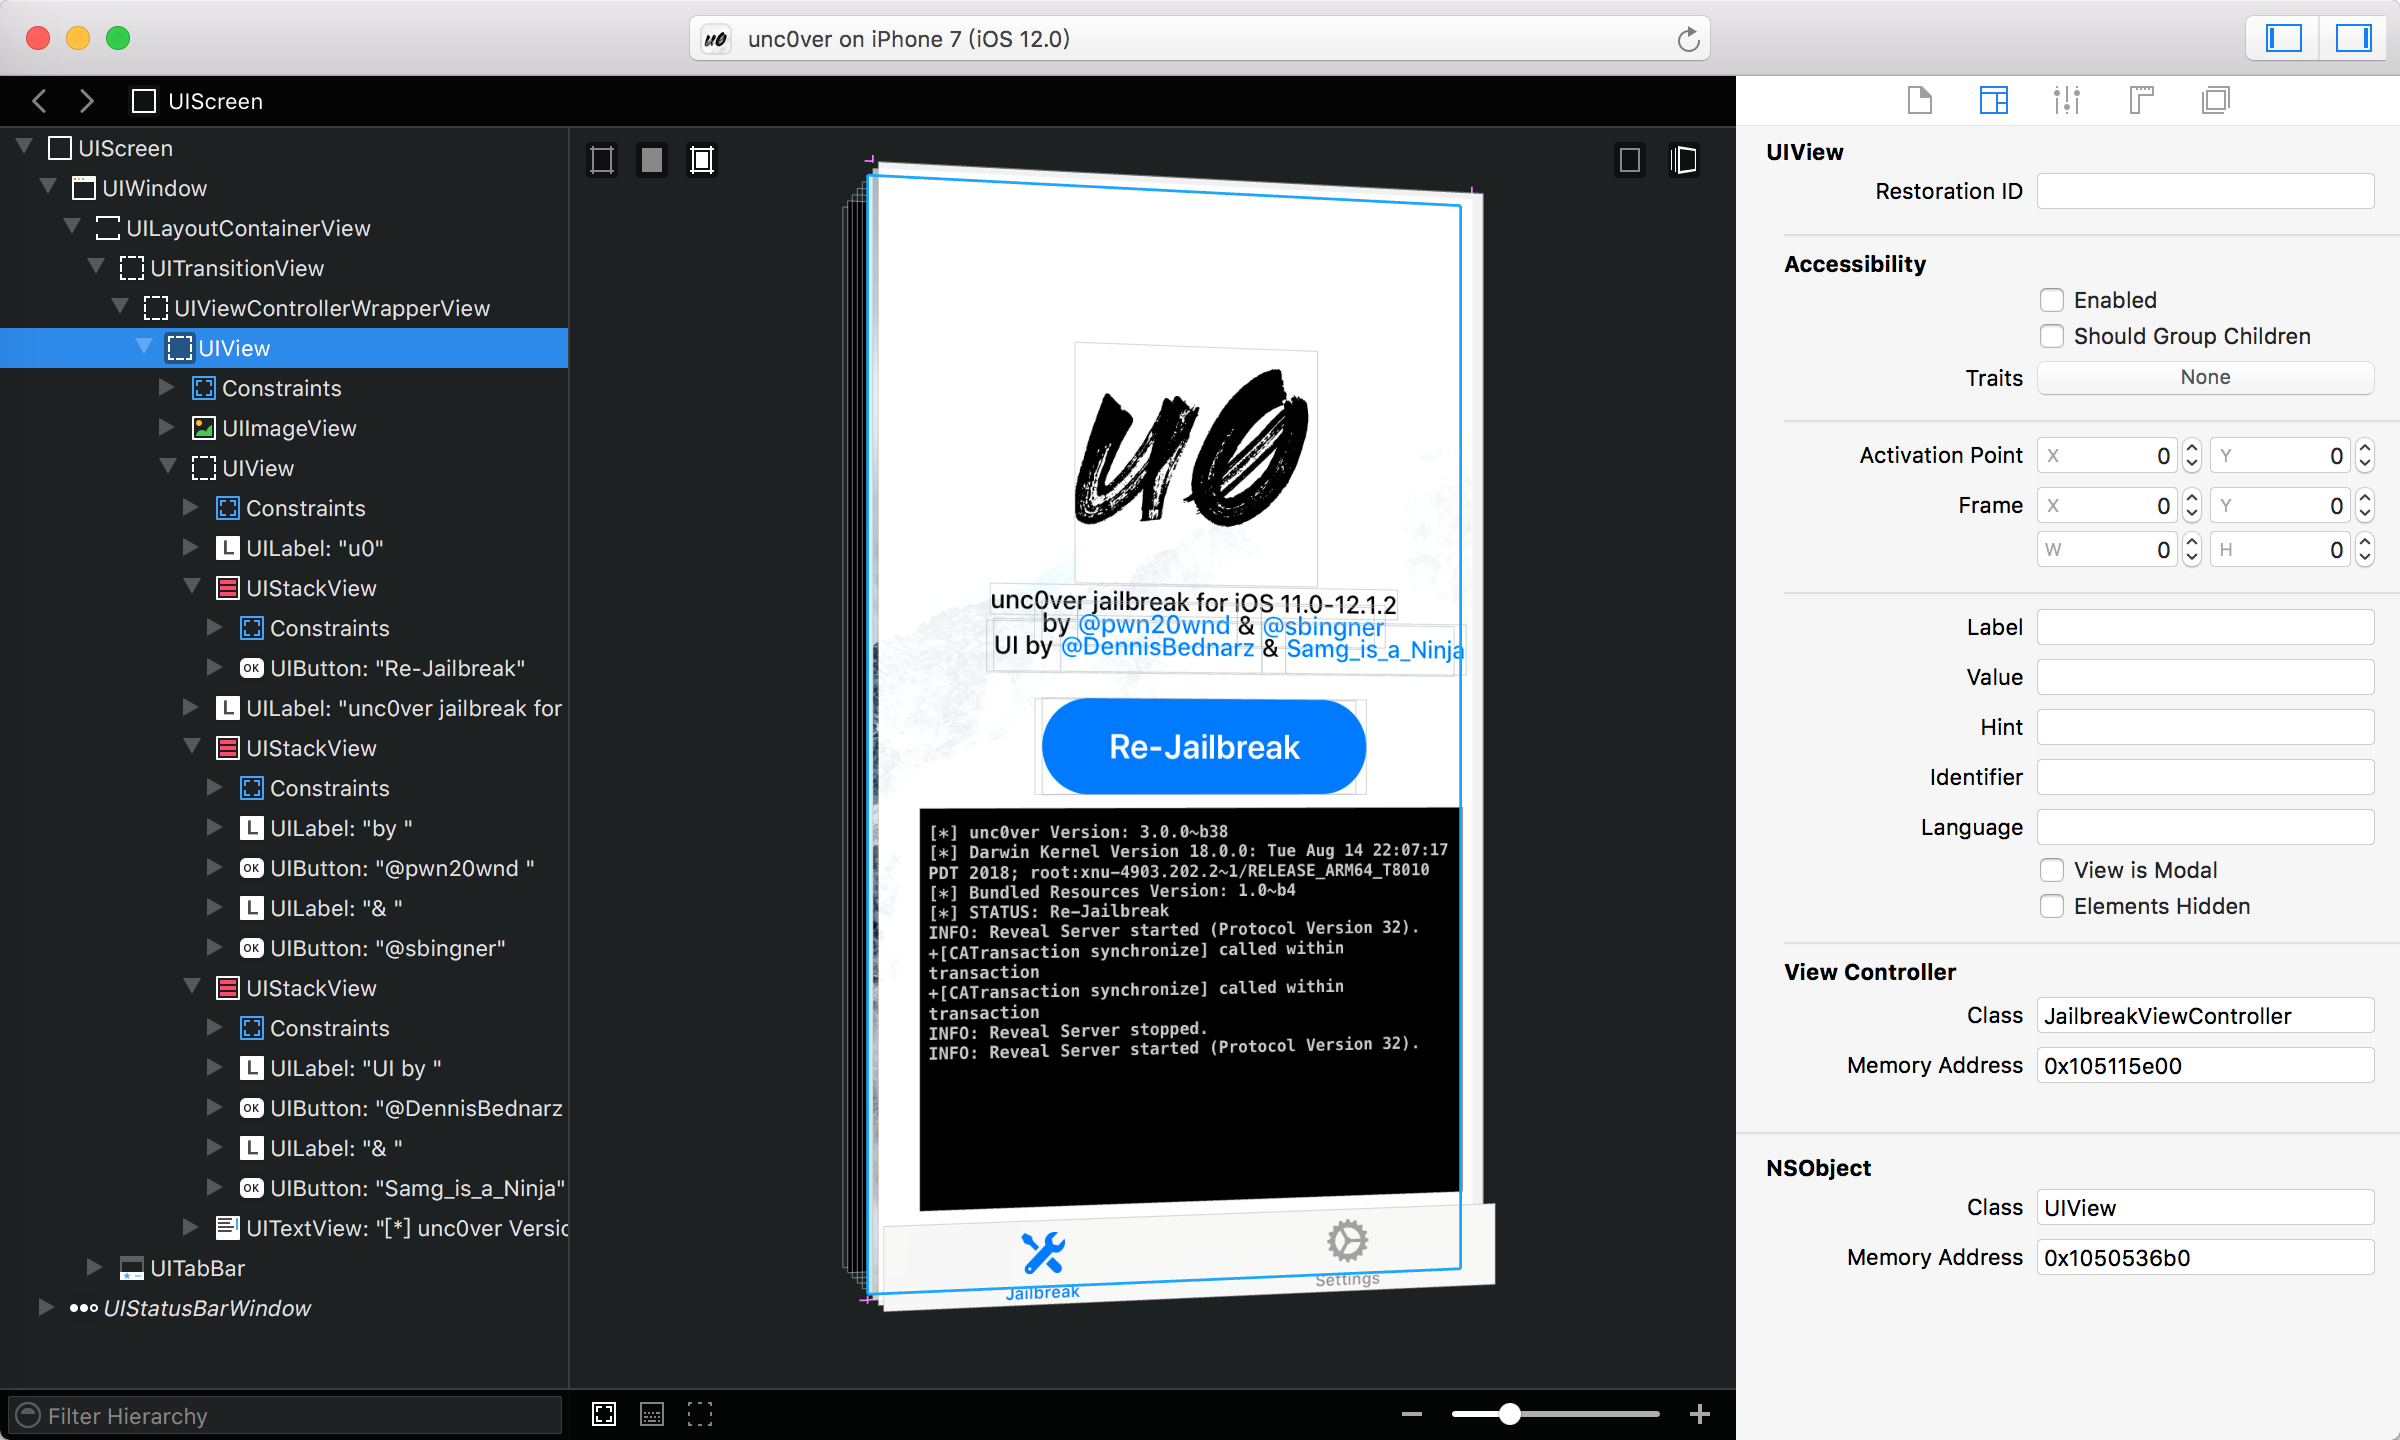 u0 unc0ver on iPhone 7 (iOS 12.0)
UIScreen
UIScreen
UIWindow
UILayoutContainerView
UITransitionView
UIViewControllerWrapperView
UIView
Constraints
UIImageView
UIView
Constraints
L UILabel: "u0"
UIStackView
Constraints
OK UIButton: "Re-Jailbreak"
L UILabel: "unc0ver jailbreak for
UIStackView
Constraints
L UILabel: "by "
OK UIButton: "@pwn20wnd "
L UILabel: "& "
OK UIButton: "@sbingner"
UIStackView
Constraints
L UILabel: "UI by "
OK UIButton: "@DennisBednarz
L UILabel: "& "
OK UIButton: "Samg_is_a_Ninja"
UITextView: "[*] unc0ver Versio
UITabBar
UIStatusBarWindow
Filter Hierarchy
u0
unc0ver jailbreak for iOS 11.0-12.1.2
by @pwn20wnd & @sbingner
UI by @DennisBednarz & Samg_is_a_Ninja
Re-Jailbreak
[*] unc0ver Version: 3.0.0~b38
[*] Darwin Kernel Version 18.0.0: Tue Aug 14 22:07:17
PDT 2018; root:xnu-4903.202.2~1/RELEASE_ARM64_T8010
[*] Bundled Resources Version: 1.0~b4
[*] STATUS: Re-Jailbreak
INFO: Reveal Server started (Protocol Version 32).
+[CATransaction synchronize] called within
transaction
+[CATransaction synchronize] called within
transaction
INFO: Reveal Server stopped.
INFO: Reveal Server started (Protocol Version 32).
Jailbreak
Settings
UIView
Restoration ID
Accessibility
Enabled
Should Group Children
Traits None
Activation Point X 0 Y 0
Frame X 0 Y 0
W 0 H 0
Label
Value
Hint
Identifier
Language
View is Modal
Elements Hidden
View Controller
Class JailbreakViewController
Memory Address 0x105115e00
NSObject
Class UIView
Memory Address 0x1050536b0